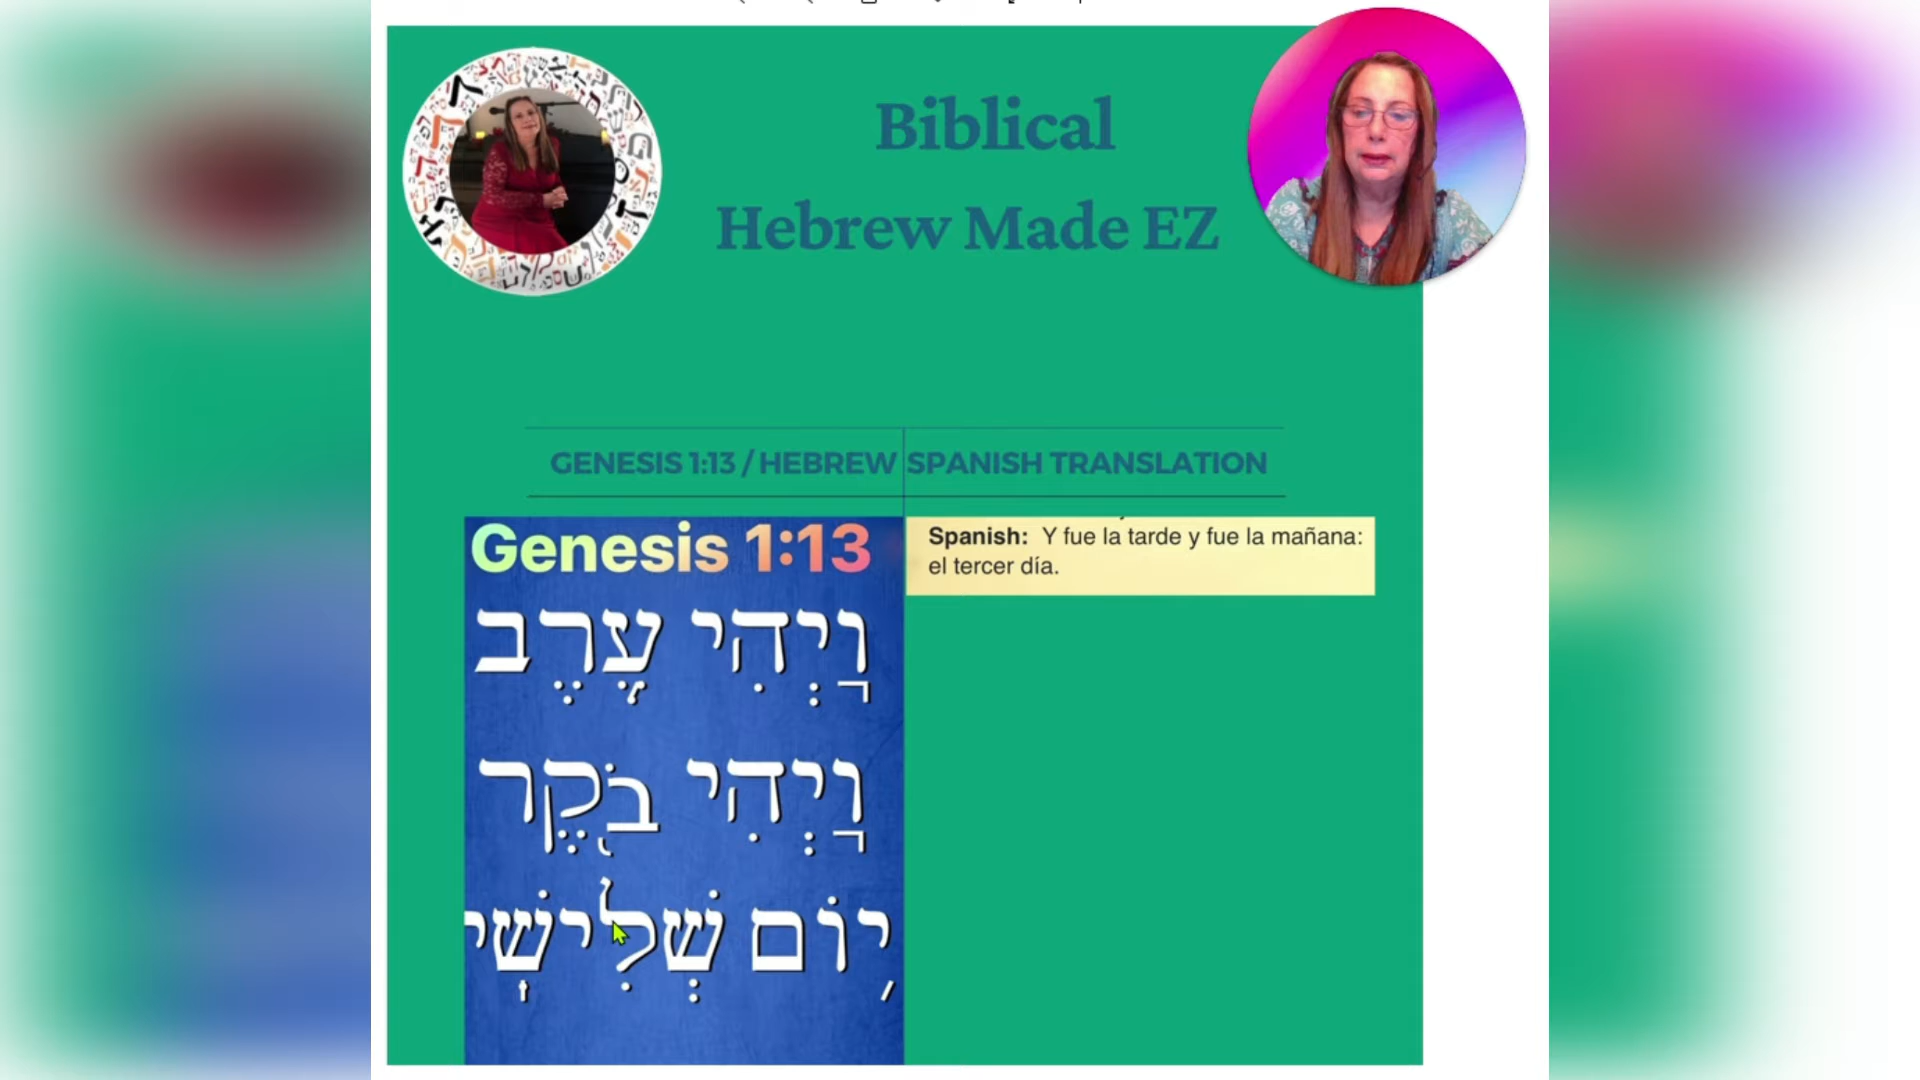 Biblical
Hebrew Made EZ
GENESIS 1:13 / HEBREW
SPANISH TRANSLATION
Genesis 1:13
וַיְהִי עָרֶב
וַיְהִי בֹקֶר
יוֹם שְׁלִישִׁי
Spanish: Y fue la tarde y fue la mañana:
el tercer día.